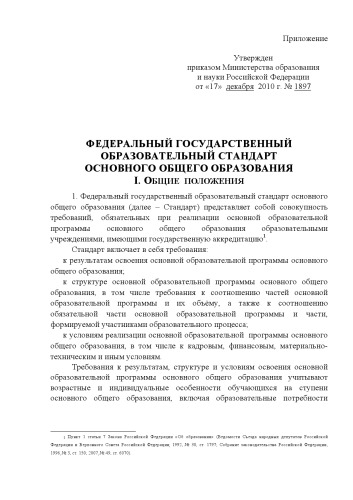 Приложение
Утвержден
приказом Министерства образования
и науки Российской Федерации
от «17» декабря 2010 г. № 1897
ФЕДЕРАЛЬНЫЙ ГОСУДАРСТВЕННЫЙ
ОБРАЗОВАТЕЛЬНЫЙ СТАНДАРТ
ОСНОВНОГО ОБЩЕГО ОБРАЗОВАНИЯ
I. ОБЩИЕ ПОЛОЖЕНИЯ
1. Федеральный государственный образовательный стандарт основного
общего образования (далее – Стандарт) представляет собой совокупность
требований, обязательных при реализации основной образовательной
программы основного общего образования образовательными
учреждениями, имеющими государственную аккредитацию1.
Стандарт включает в себя требования:
к результатам освоения основной образовательной программы основного
общего образования;
к структуре основной образовательной программы основного общего
образования, в том числе требования к соотношению частей основной
образовательной программы и их объёму, а также к соотношению
обязательной части основной образовательной программы и части,
формируемой участниками образовательного процесса;
к условиям реализации основной образовательной программы основного
общего образования, в том числе к кадровым, финансовым, материально-
техническим и иным условиям.
Требования к результатам, структуре и условиям освоения основной
образовательной программы основного общего образования учитывают
возрастные и индивидуальные особенности обучающихся на ступени
основного общего образования, включая образовательные потребности
1 Пункт 1 статьи 7 Закона Российской Федерации «Об образовании» (Ведомости Съезда народных депутатов Российской
Федерации и Верховного Совета Российской Федерации, 1992, № 30, ст. 1797; Собрание законодательства Российской Федерации,
1996, № 3, ст. 150; 2007, № 49, ст. 6070).